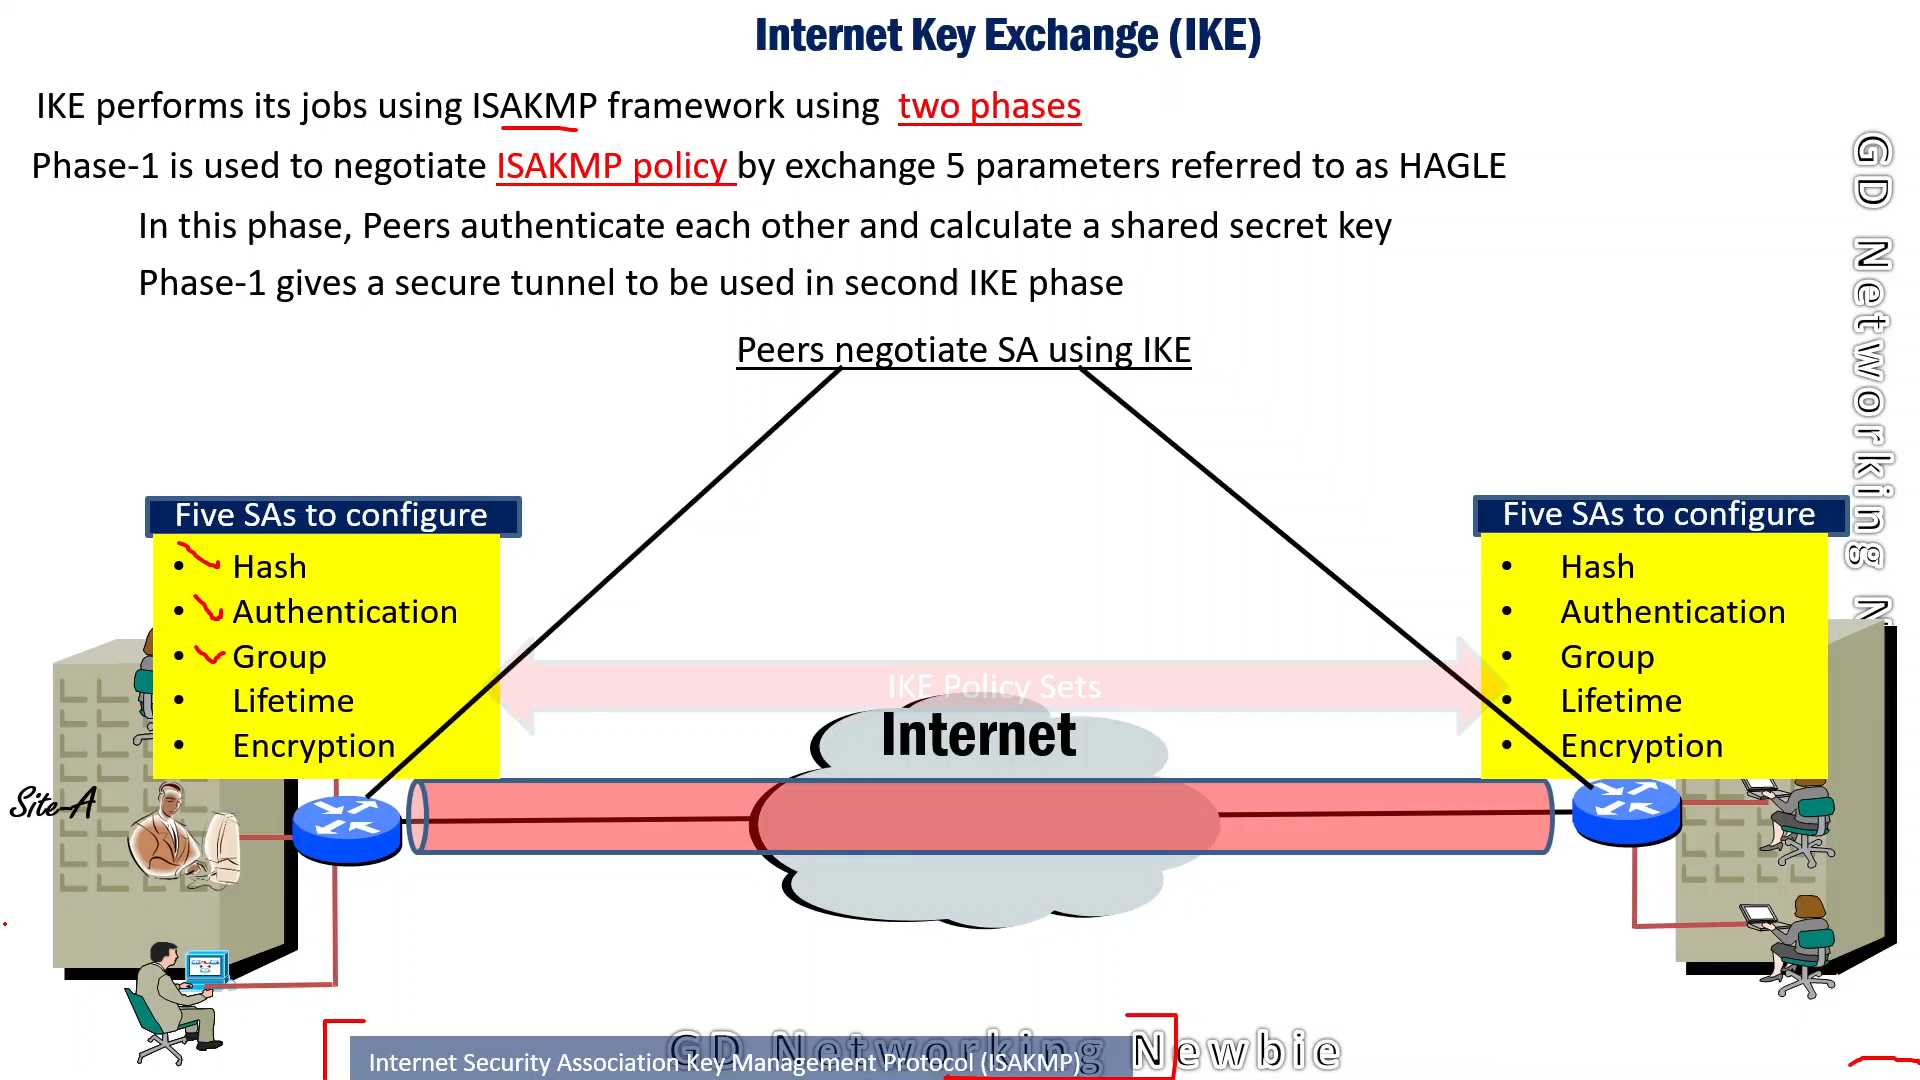 Internet Key Exchange (IKE)
IKE performs its jobs using ISAKMP framework using two phases
Phase-1 is used to negotiate ISAKMP policy by exchange 5 parameters referred to as HAGLE
In this phase, Peers authenticate each other and calculate a shared secret key
Phase-1 gives a secure tunnel to be used in second IKE phase
Peers negotiate SA using IKE
Five SAs to configure
• Hash
• Authentication
• Group
• Lifetime
• Encryption
Five SAs to configure
• Hash
• Authentication
• Group
• Lifetime
• Encryption
IKE Policy Sets
Internet
Site-A
GD Networking N
GD Networking Newbie
Internet Security Association Key Management Protocol (ISAKMP)